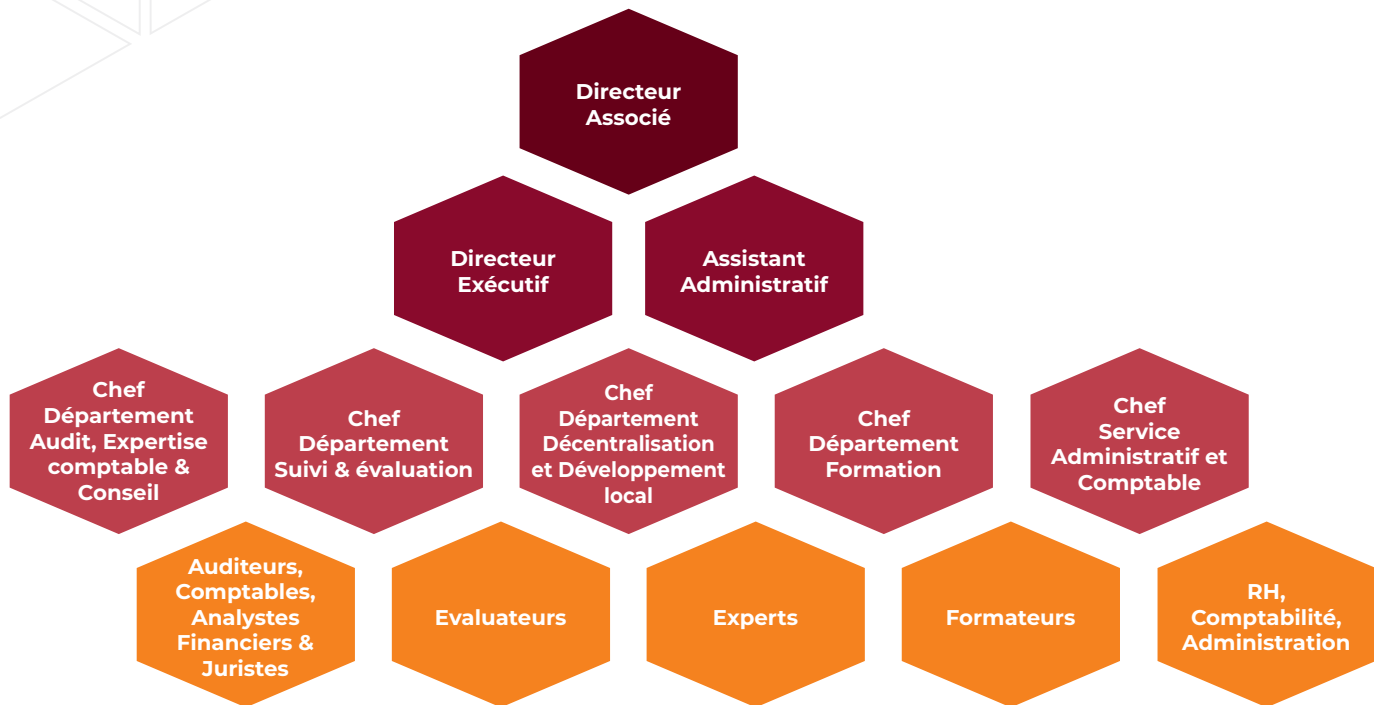 Directeur
Associé
Directeur
Exécutif
Assistant
Administratif
Chef
Département
Audit, Expertise
comptable &
Conseil
Chef
Département
Suivi & évaluation
Chef
Département
Décentralisation
et Développement
local
Chef
Département
Formation
Chef
Service
Administratif et
Comptable
Auditeurs,
Comptables,
Analystes
Financiers &
Juristes
Evaluateurs
Experts
Formateurs
RH,
Comptabilité,
Administration